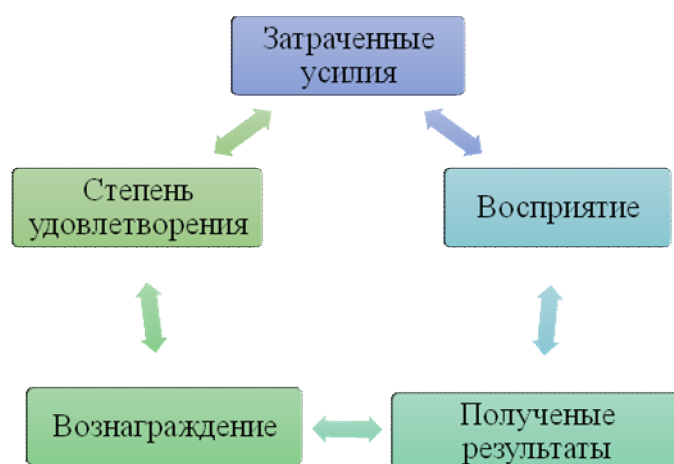 Затраченные
усилия
Степень
удовлетворения
Восприятие
Вознаграждение
Полученые
результаты